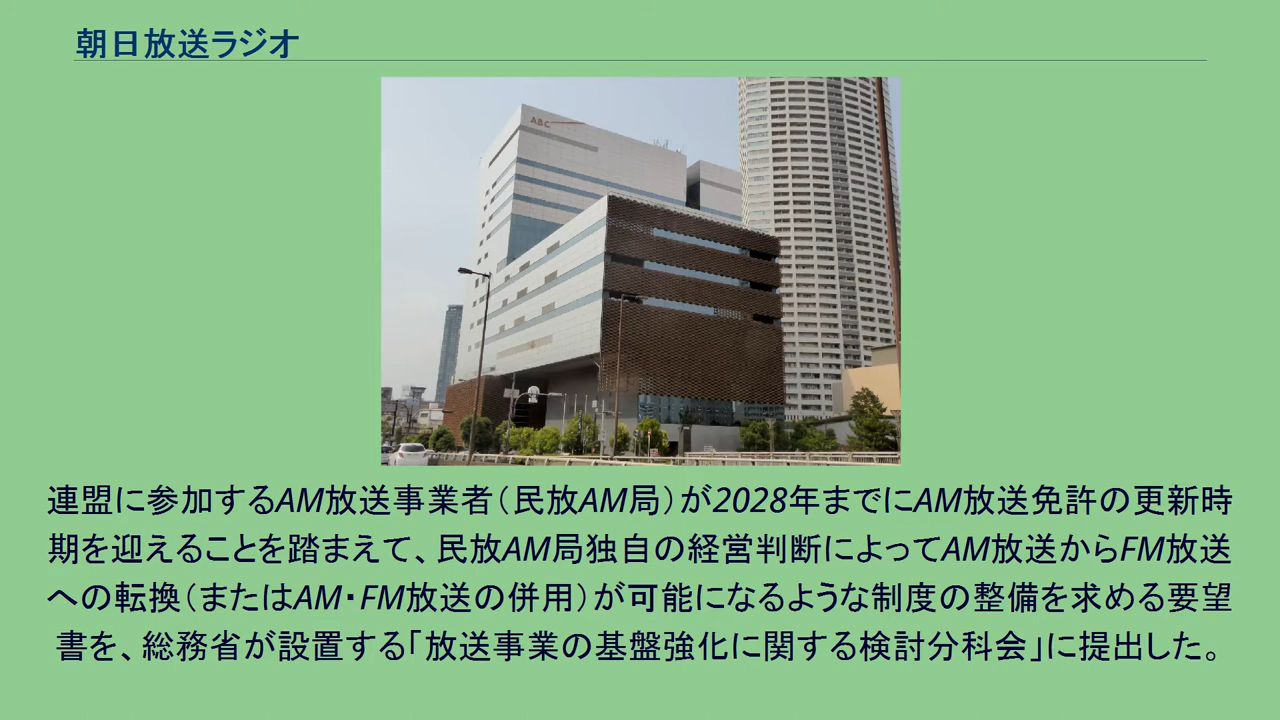 朝日放送ラジオ
ABC
連盟に参加するAM放送事業者（民放AM局）が2028年までにAM放送免許の更新時
期を迎えることを踏まえて、民放AM局独自の経営判断によってAM放送からFM放送
への転換（またはAM・FM放送の併用）が可能になるような制度の整備を求める要望
書を、総務省が設置する「放送事業の基盤強化に関する検討分科会」に提出した。